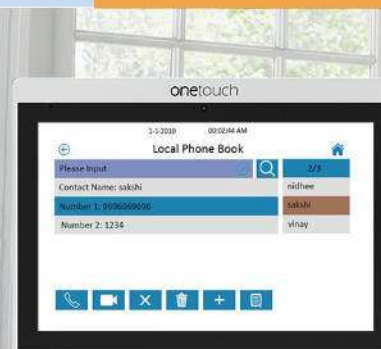 onetouch
1-1-2010 00:02:44 AM
Local Phone Book
Please Input
2/3
Contact Name: sakshi
nidhee
Number 1: 9696969696
sakshi
Number 2: 1234
vinay